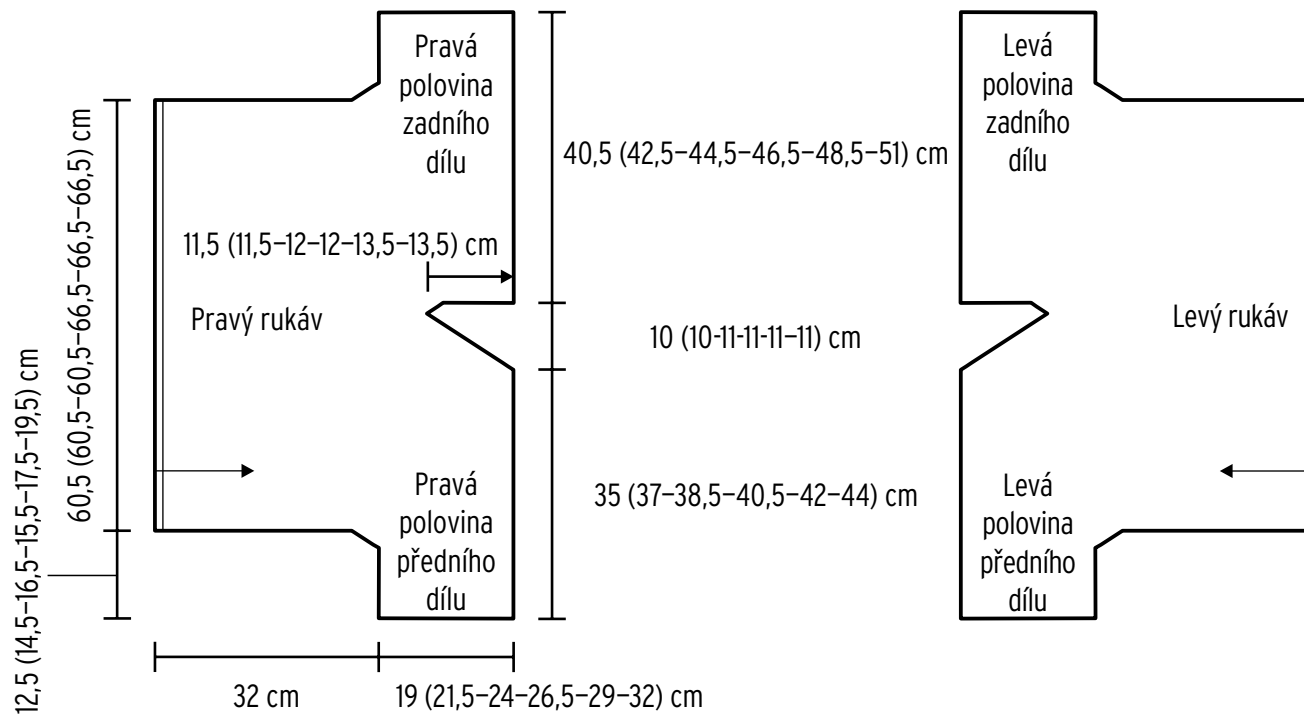 Pravá
polovina
zadního
dílu
Levá
polovina
zadního
dílu
40,5 (42,5–44,5–46,5–48,5–51) cm
11,5 (11,5–12–12–13,5–13,5) cm
Pravý rukáv
10 (10-11-11-11–11) cm
Levý rukáv
60,5 (60,5–60,5–66,5–66,5–66,5) cm
12,5 (14,5–16,5–15,5–17,5–19,5) cm
Pravá
polovina
předního
dílu
35 (37–38,5–40,5–42–44) cm
Levá
polovina
předního
dílu
32 cm
19 (21,5–24–26,5–29–32) cm